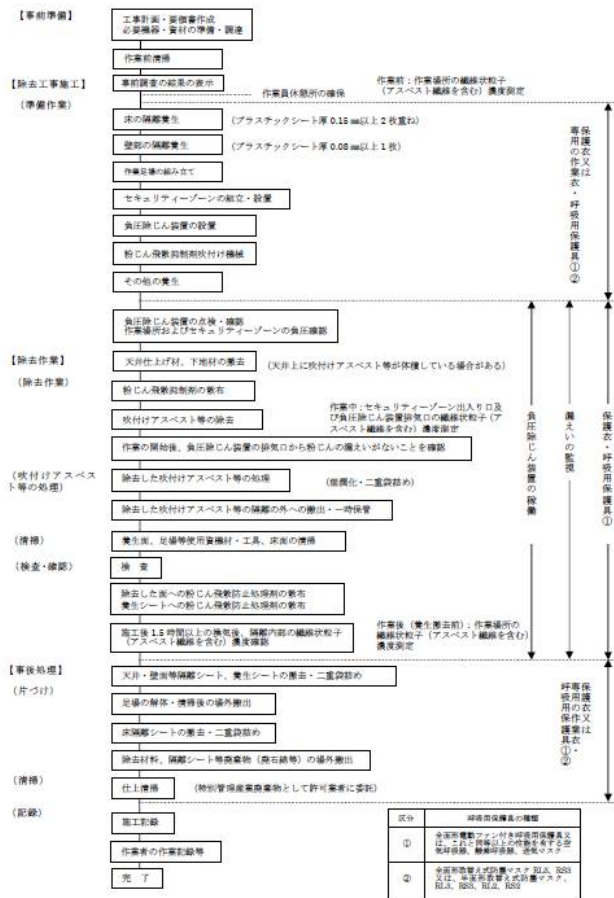 【事前準備】
工事計画・要領書作成
必要機器・資材の準備・調達
作業前清掃
【除去工事施工】
事前調査の結果の表示
作業員休憩所の確保
作業前：作業場所の繊維状粒子
（アスベスト繊維を含む）濃度測定
（準備作業）
床の隔離養生
（プラスチックシート厚 0.15 ㎜以上 2 枚重ね）
壁部の隔離養生
（プラスチックシート厚 0.08 ㎜以上 1 枚）
作業足場の組み立て
セキュリティーゾーンの組立・設置
負圧除じん装置の設置
粉じん飛散抑制剤吹付け機械
その他の養生
保護衣又は
専用の作業衣・呼吸用保護具①
②
負圧除じん装置の点検・確認
作業場所およびセキュリティーゾーンの負圧確認
【除去作業】
天井仕上げ材、下地材の撤去
（天井上に吹付けアスベスト等が体積している場合がある）
（除去作業）
粉じん飛散抑制剤の散布
吹付けアスベスト等の除去
作業中：セキュリティーゾーン出入り口及
び負圧除じん装置排気口の繊維状粒子（ア
スベスト繊維を含む）濃度測定
作業の開始後、負圧除じん装置の排気口から粉じんの漏えいがないことを確認
（吹付けアスベス
ト等の処理）
除去した吹付けアスベスト等の処理
（湿潤化・二重袋詰め）
除去した吹付けアスベスト等の隔離の外への搬出・一時保管
（清掃）
養生面、足場等使用資機材・工具、床面の清掃
（検査・確認）
検　査
除去した面への粉じん飛散防止処理剤の散布
養生シートへの粉じん飛散防止処理剤の散布
施工後 1.5 時間以上の換気後、隔離内部の繊維状粒子
（アスベスト繊維を含む）濃度確認
作業後（養生撤去前）：作業場所の
繊維状粒子（アスベスト繊維を含む）
濃度測定
負圧除じん装置の稼働
漏えいの監視
保護衣・呼吸用保護具①
【事後処理】
天井・壁面等隔離シート、養生シートの撤去・二重袋詰め
（片づけ）
足場の解体・清掃後の場外搬出
床隔離シートの撤去・二重袋詰め
除去材料、隔離シート等廃棄物（廃石綿等）の場外搬出
（清掃）
仕上清掃
（特別管理産業廃棄物として許可業者に委託）
（記録）
施工記録
作業者の作業記録等
完　了
区分
呼吸用保護具の種類
①
全面形電動ファン付き呼吸用保護具又
は、これと同等以上の性能を有する空
気呼吸器、酸素呼吸器、送気マスク
②
全面形取替え式防塵マスク RL3、RS3
又は、半面形取替え式防塵マスク、
RL3、RS3、RL2、RS2